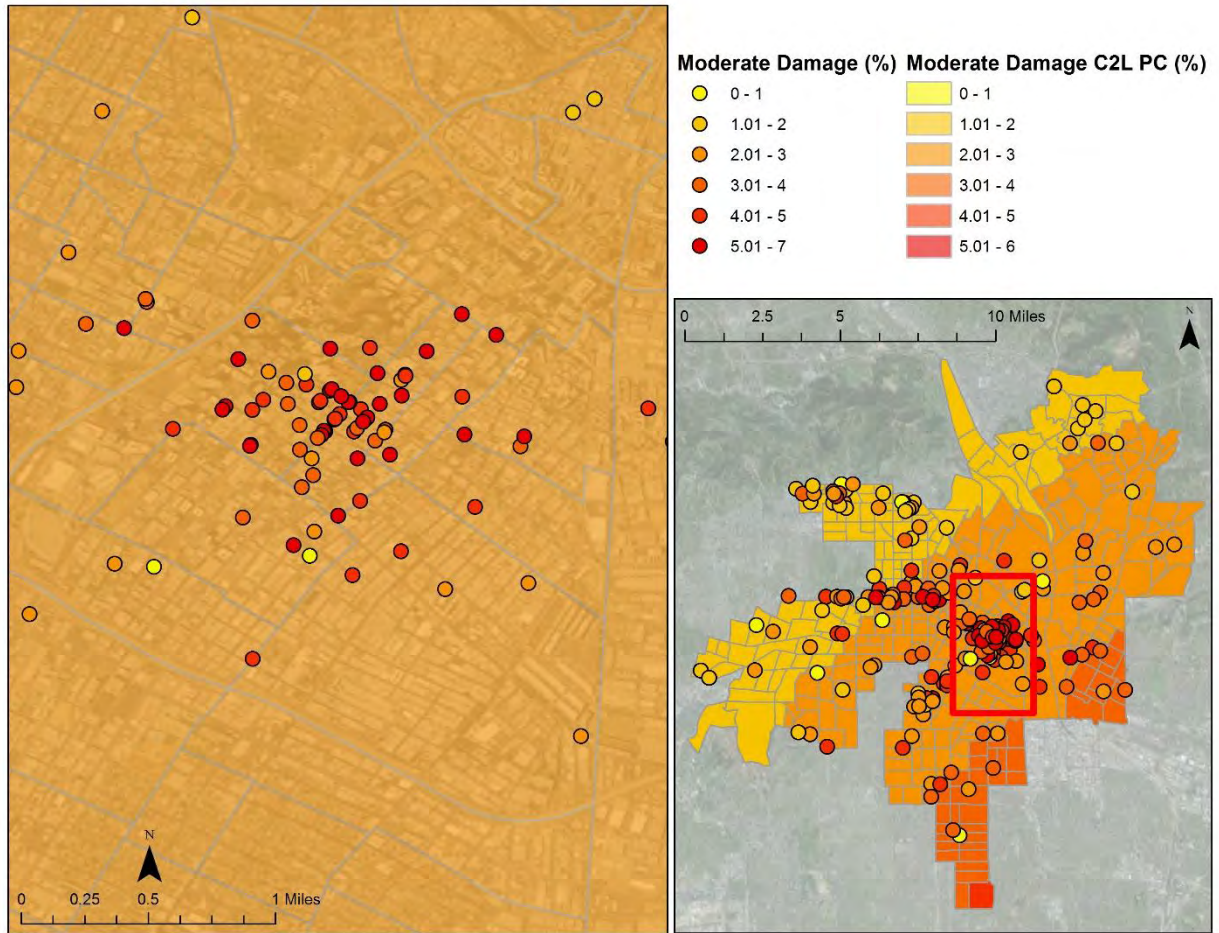 Moderate Damage (%) Moderate Damage C2L PC (%)
0 - 1 0 - 1
1.01 - 2 1.01 - 2
2.01 - 3 2.01 - 3
3.01 - 4 3.01 - 4
4.01 - 5 4.01 - 5
5.01 - 7 5.01 - 6
0 2.5 5 10 Miles
N
N
0 0.25 0.5 1 Miles